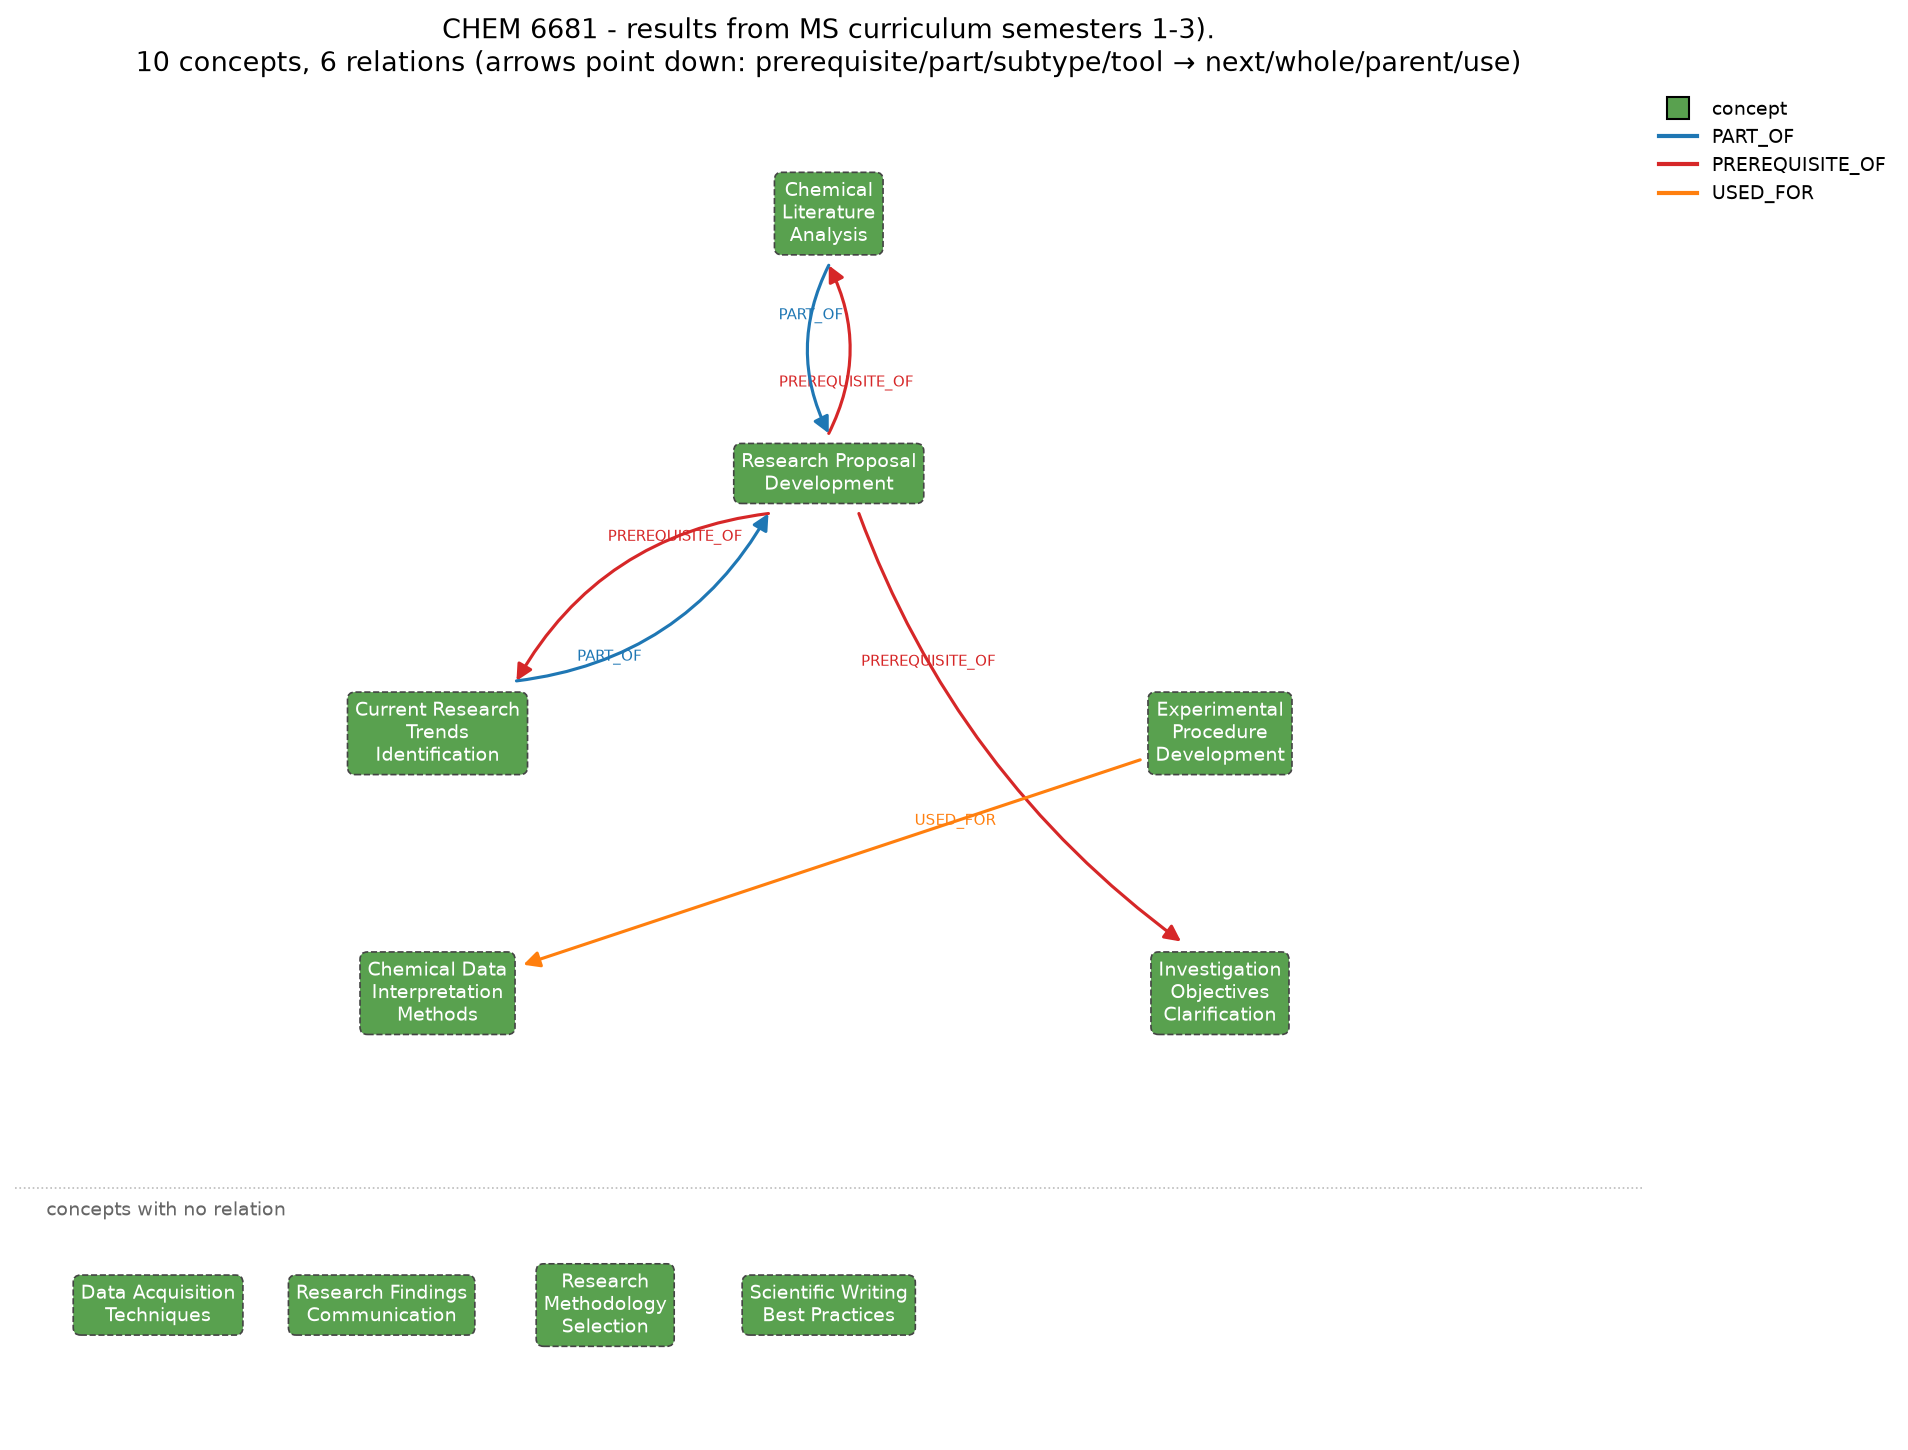 CHEM 6681 - results from MS curriculum semesters 1-3).
10 concepts, 6 relations (arrows point down: prerequisite/part/subtype/tool → next/whole/parent/use)
concept
PART_OF
PREREQUISITE_OF
USED_FOR
Chemical
Literature
Analysis
PART_OF
PREREQUISITE_OF
Research Proposal
Development
PREREQUISITE_OF
PART_OF
PREREQUISITE_OF
Current Research
Trends
Identification
Experimental
Procedure
Development
USED_FOR
Chemical Data
Interpretation
Methods
Investigation
Objectives
Clarification
concepts with no relation
Data Acquisition
Techniques
Research Findings
Communication
Research
Methodology
Selection
Scientific Writing
Best Practices